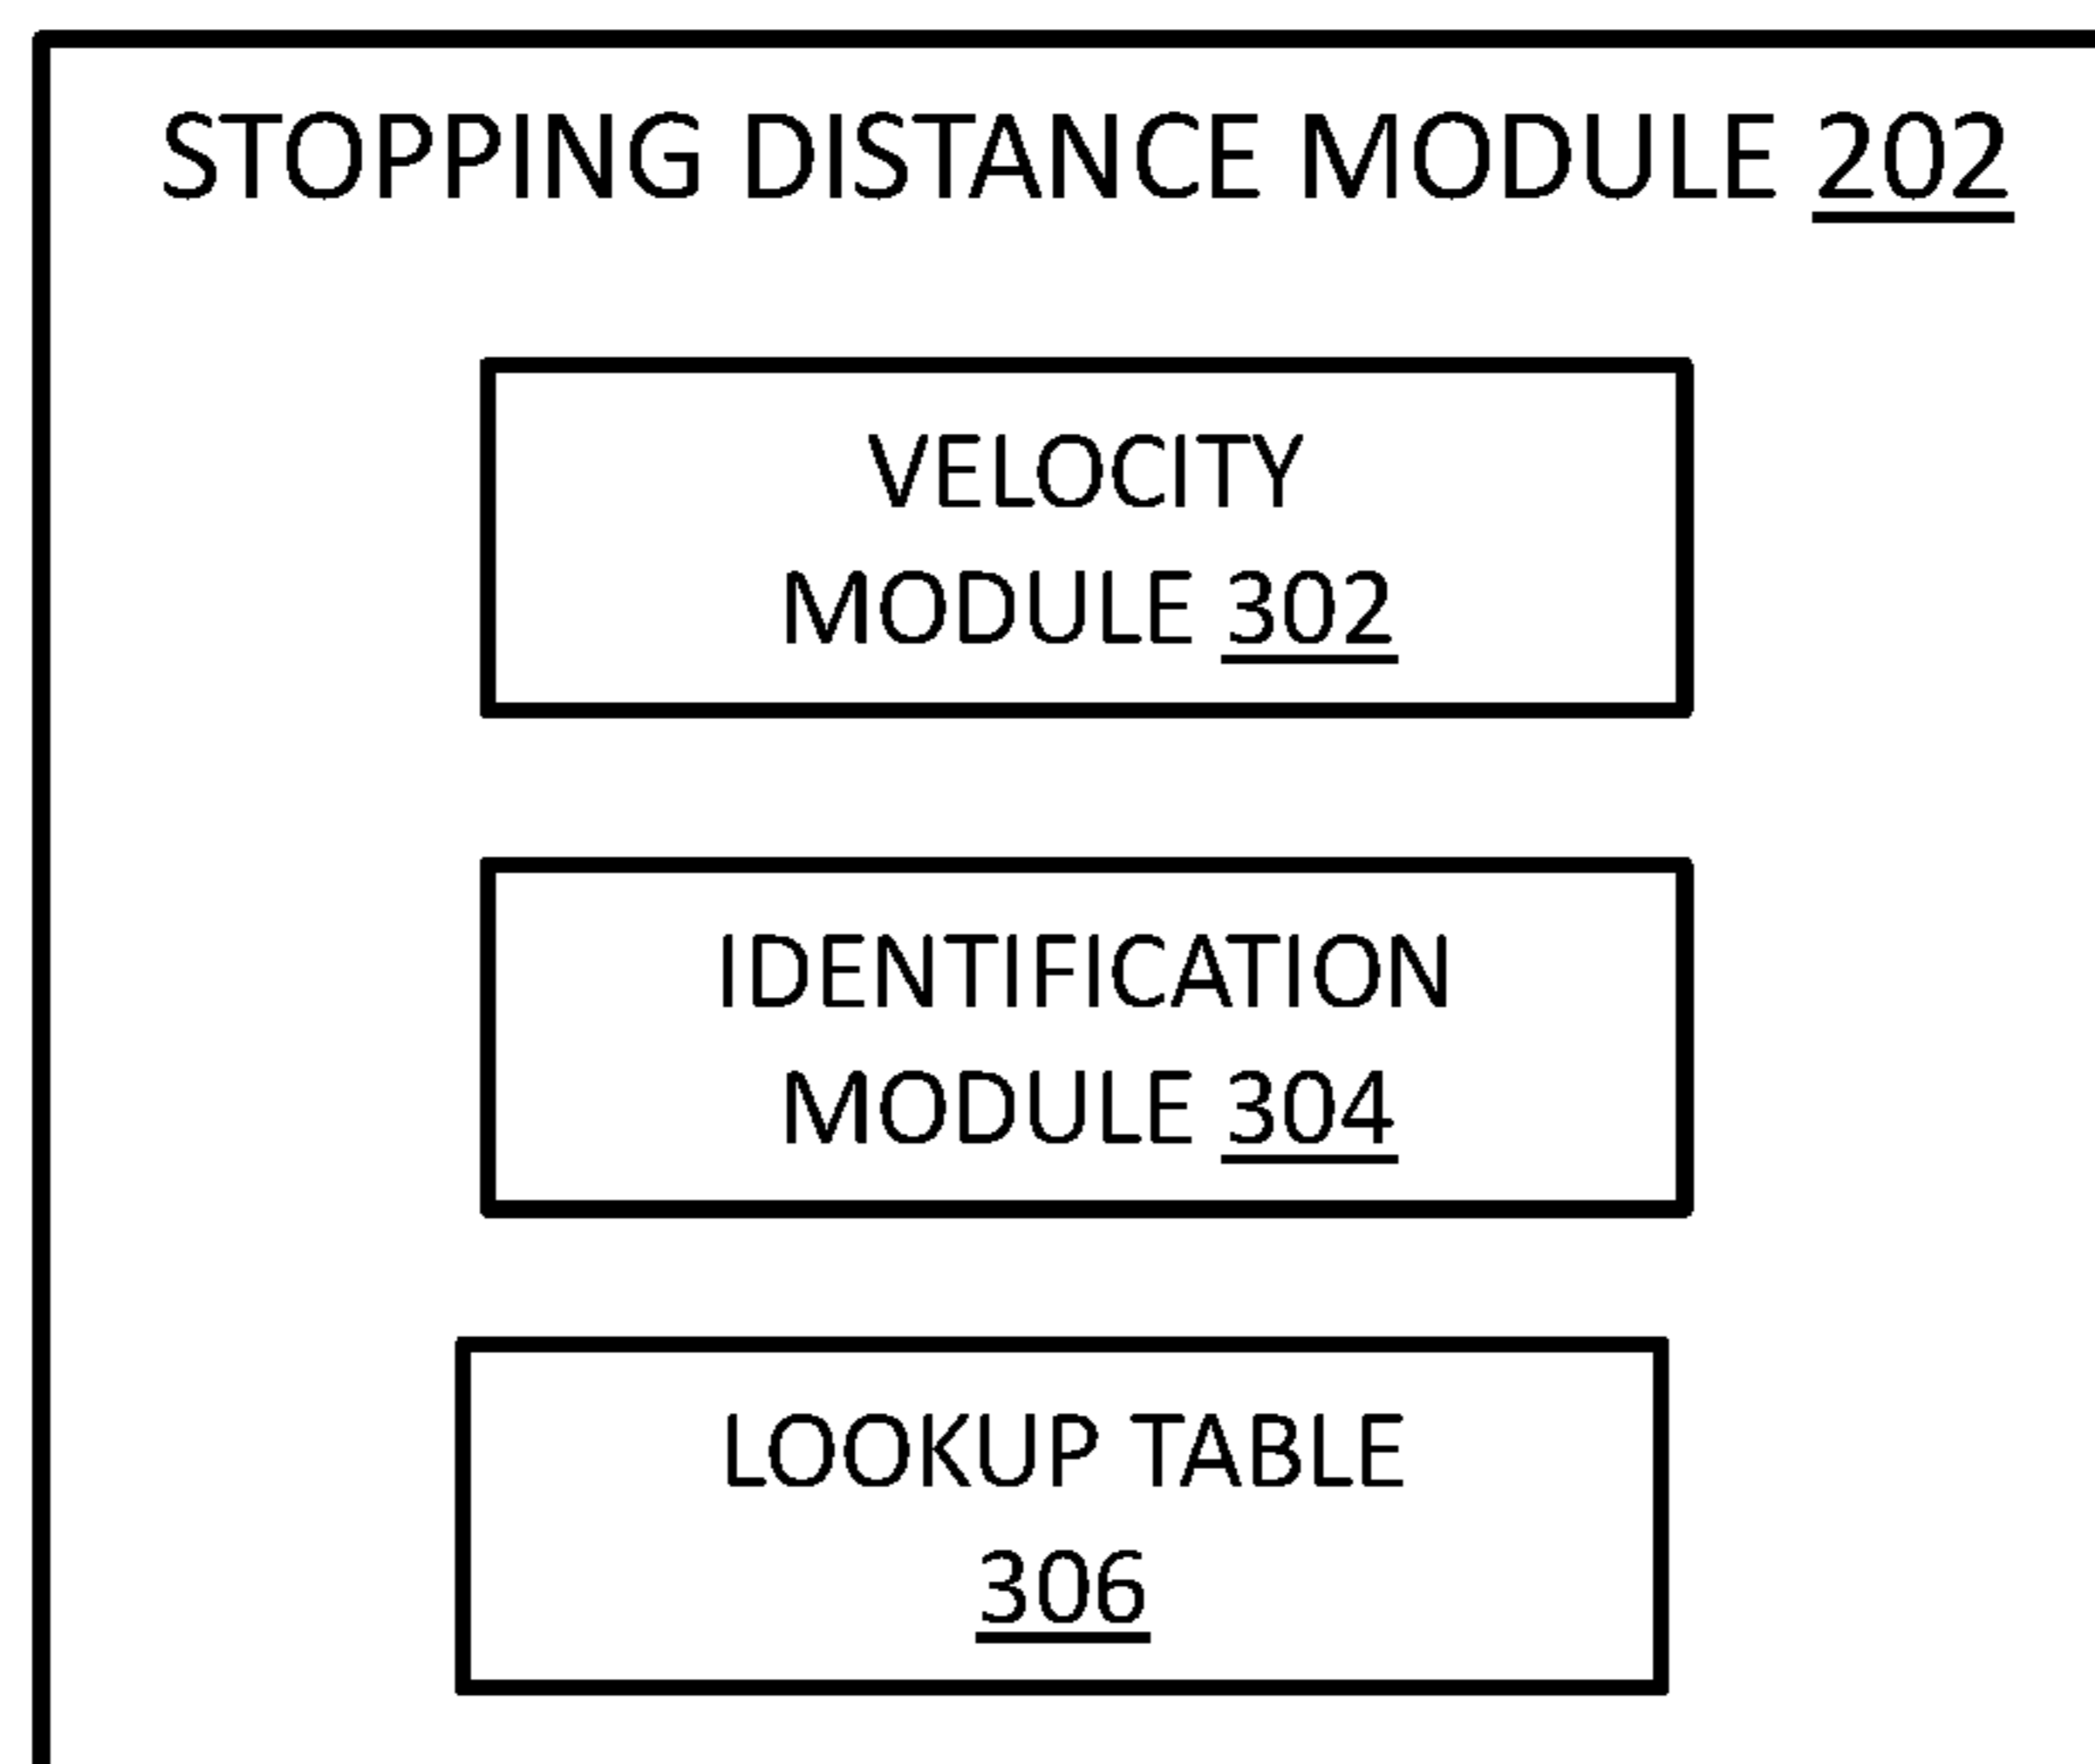 STOPPING DISTANCE MODULE 202
VELOCITY
MODULE 302
IDENTIFICATION
MODULE 304
LOOKUP TABLE
306